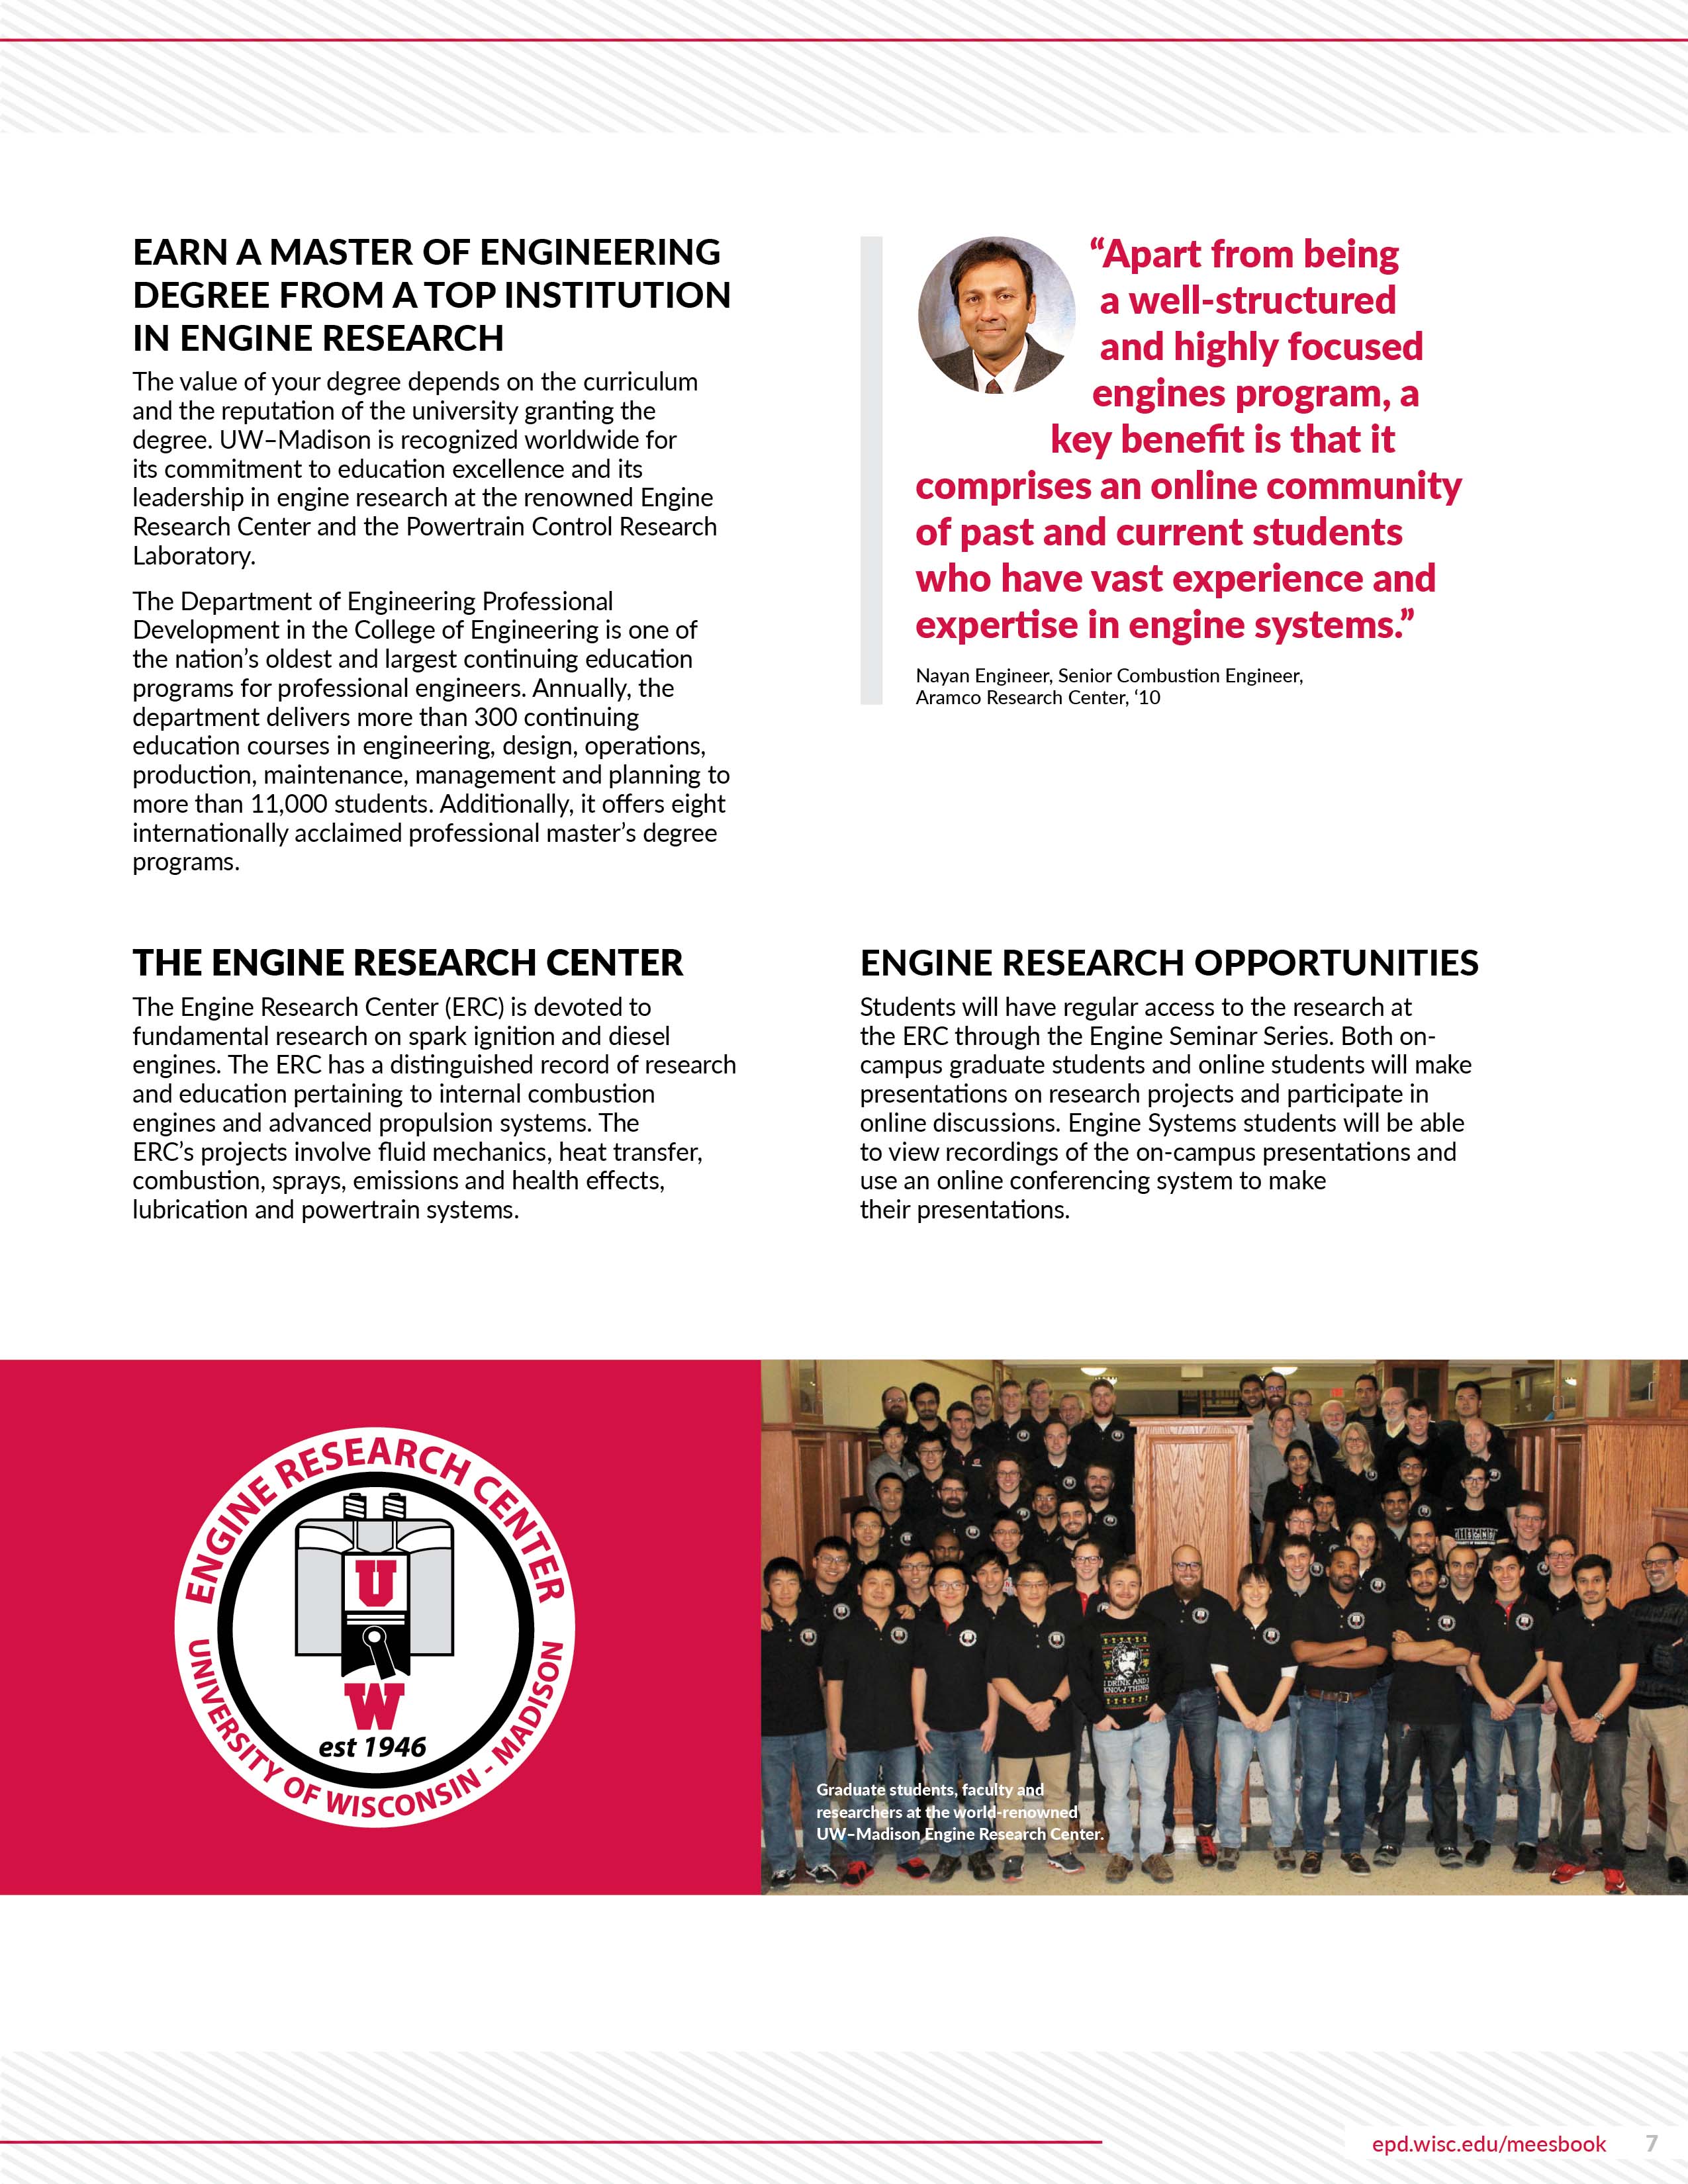 EARN A MASTER OF ENGINEERING
DEGREE FROM A TOP INSTITUTION
IN ENGINE RESEARCH
The value of your degree depends on the curriculum
and the reputation of the university granting the
degree. UW–Madison is recognized worldwide for
its commitment to education excellence and its
leadership in engine research at the renowned Engine
Research Center and the Powertrain Control Research
Laboratory.
The Department of Engineering Professional
Development in the College of Engineering is one of
the nation’s oldest and largest continuing education
programs for professional engineers. Annually, the
department delivers more than 300 continuing
education courses in engineering, design, operations,
production, maintenance, management and planning to
more than 11,000 students. Additionally, it offers eight
internationally acclaimed professional master’s degree
programs.
“Apart from being
a well-structured
and highly focused
engines program, a
key benefit is that it
comprises an online community
of past and current students
who have vast experience and
expertise in engine systems.”
Nayan Engineer, Senior Combustion Engineer,
Aramco Research Center, ‘10
THE ENGINE RESEARCH CENTER
The Engine Research Center (ERC) is devoted to
fundamental research on spark ignition and diesel
engines. The ERC has a distinguished record of research
and education pertaining to internal combustion
engines and advanced propulsion systems. The
ERC’s projects involve fluid mechanics, heat transfer,
combustion, sprays, emissions and health effects,
lubrication and powertrain systems.
ENGINE RESEARCH OPPORTUNITIES
Students will have regular access to the research at
the ERC through the Engine Seminar Series. Both on-
campus graduate students and online students will make
presentations on research projects and participate in
online discussions. Engine Systems students will be able
to view recordings of the on-campus presentations and
use an online conferencing system to make
their presentations.
ENGINE RESEARCH CENTER
U
W
est 1946
UNIVERSITY OF WISCONSIN - MADISON
I DRINK AND I
KNOW THINGS
Graduate students, faculty and
researchers at the world-renowned
UW–Madison Engine Research Center.
epd.wisc.edu/meesbook 7